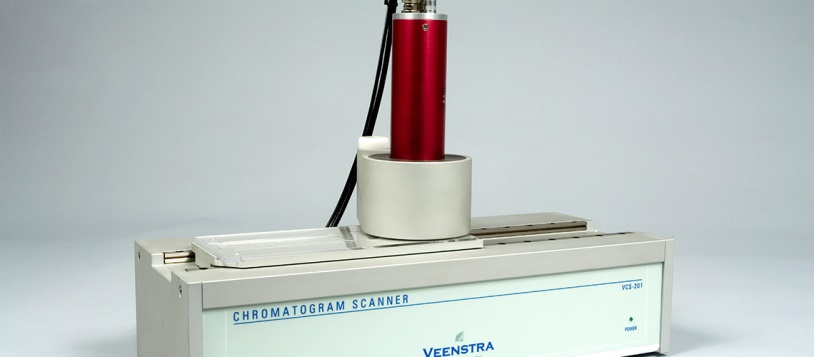 CHROMATOGRAM SCANNER
VCS-201
POWER
VEENSTRA